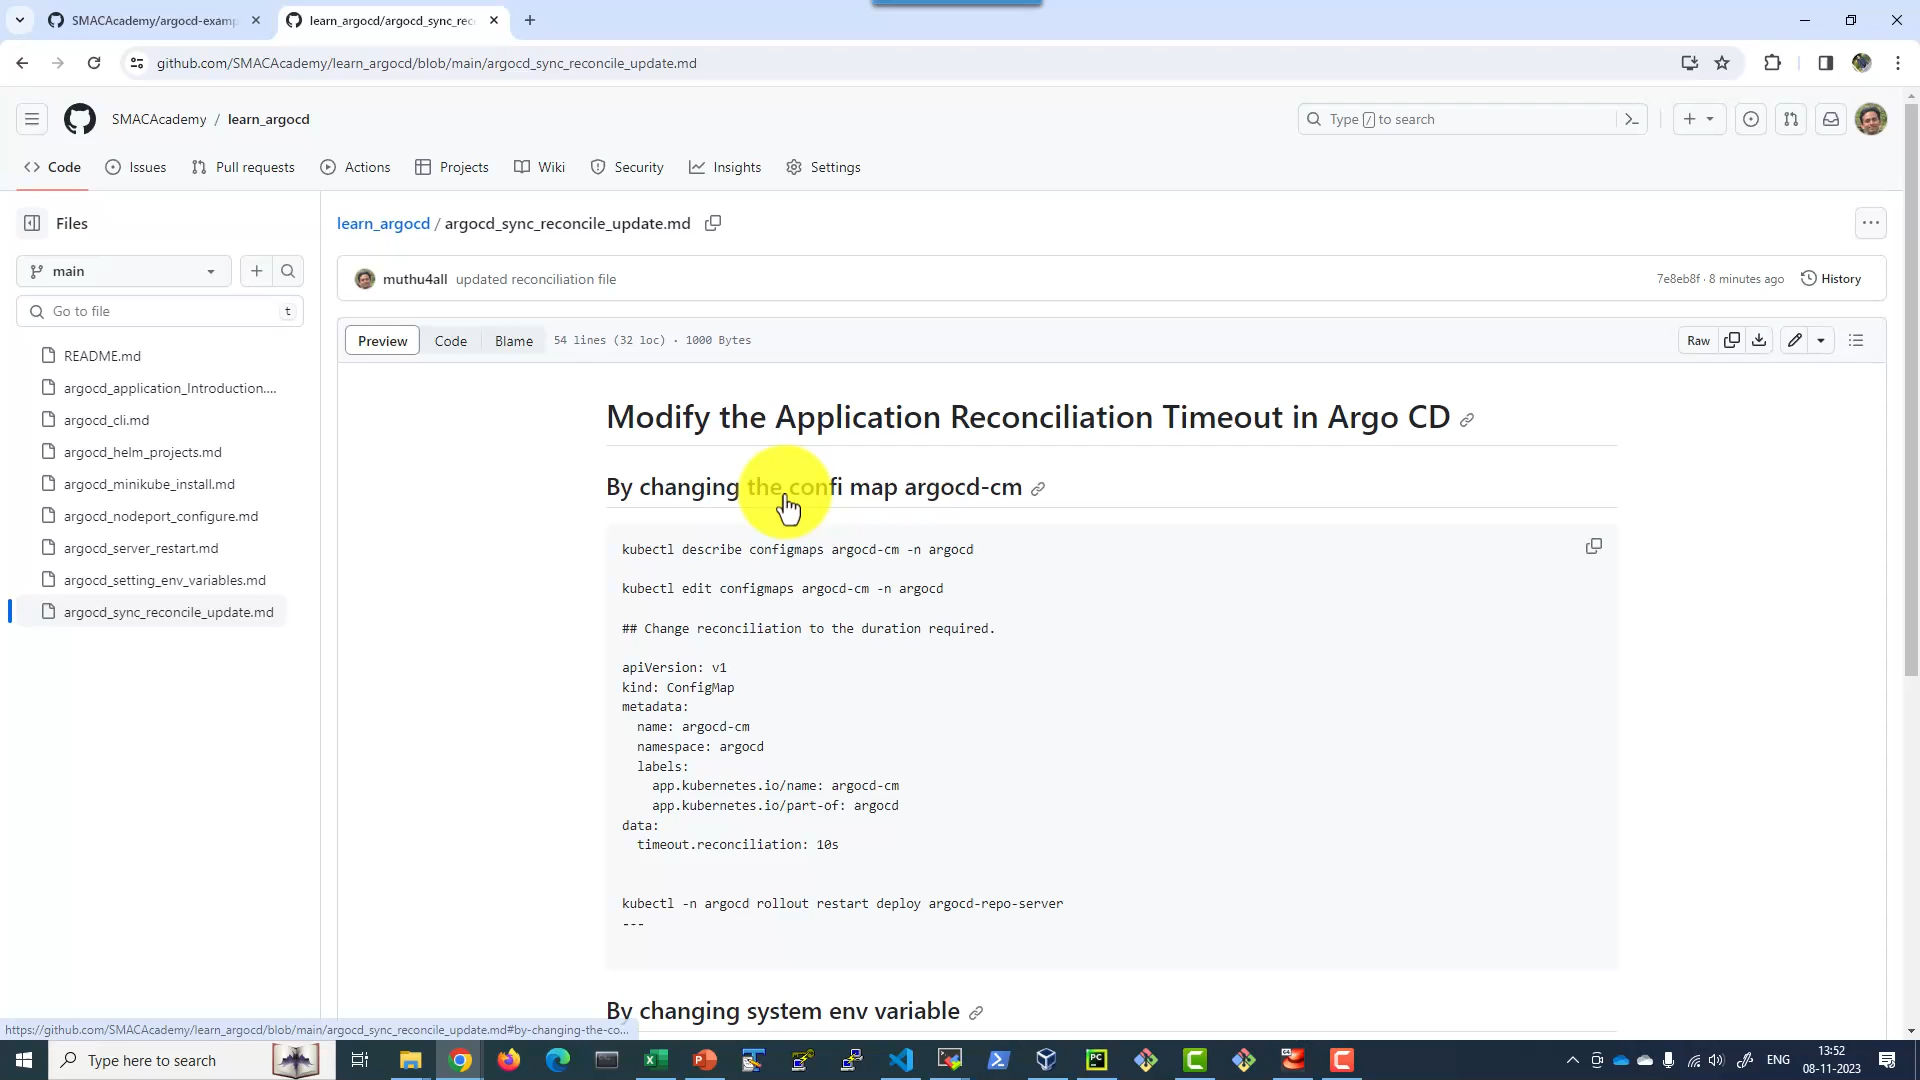 SMACAcademy/argocd-examp
learn_argocd/argocd_sync_rec
github.com/SMACAcademy/learn_argocd/blob/main/argocd_sync_reconcile_update.md
SMACAcademy / learn_argocd
Type / to search
Code
Issues
Pull requests
Actions
Projects
Wiki
Security
Insights
Settings
Files
main
Go to file
t
README.md
argocd_application_Introduction....
argocd_cli.md
argocd_helm_projects.md
argocd_minikube_install.md
argocd_nodeport_configure.md
argocd_server_restart.md
argocd_setting_env_variables.md
argocd_sync_reconcile_update.md
learn_argocd / argocd_sync_reconcile_update.md
muthu4all updated reconciliation file
7e8eb8f · 8 minutes ago
History
Preview
Code
Blame
54 lines (32 loc) · 1000 Bytes
Raw
Modify the Application Reconciliation Timeout in Argo CD
By changing the confi map argocd-cm
kubectl describe configmaps argocd-cm -n argocd
kubectl edit configmaps argocd-cm -n argocd
## Change reconciliation to the duration required.
apiVersion: v1
kind: ConfigMap
metadata:
name: argocd-cm
namespace: argocd
labels:
app.kubernetes.io/name: argocd-cm
app.kubernetes.io/part-of: argocd
data:
timeout.reconciliation: 10s
kubectl -n argocd rollout restart deploy argocd-repo-server
---
By changing system env variable
https://github.com/SMACAcademy/learn_argocd/blob/main/argocd_sync_reconcile_update.md#by-changing-the-co...
Type here to search
ENG
13:52
08-11-2023